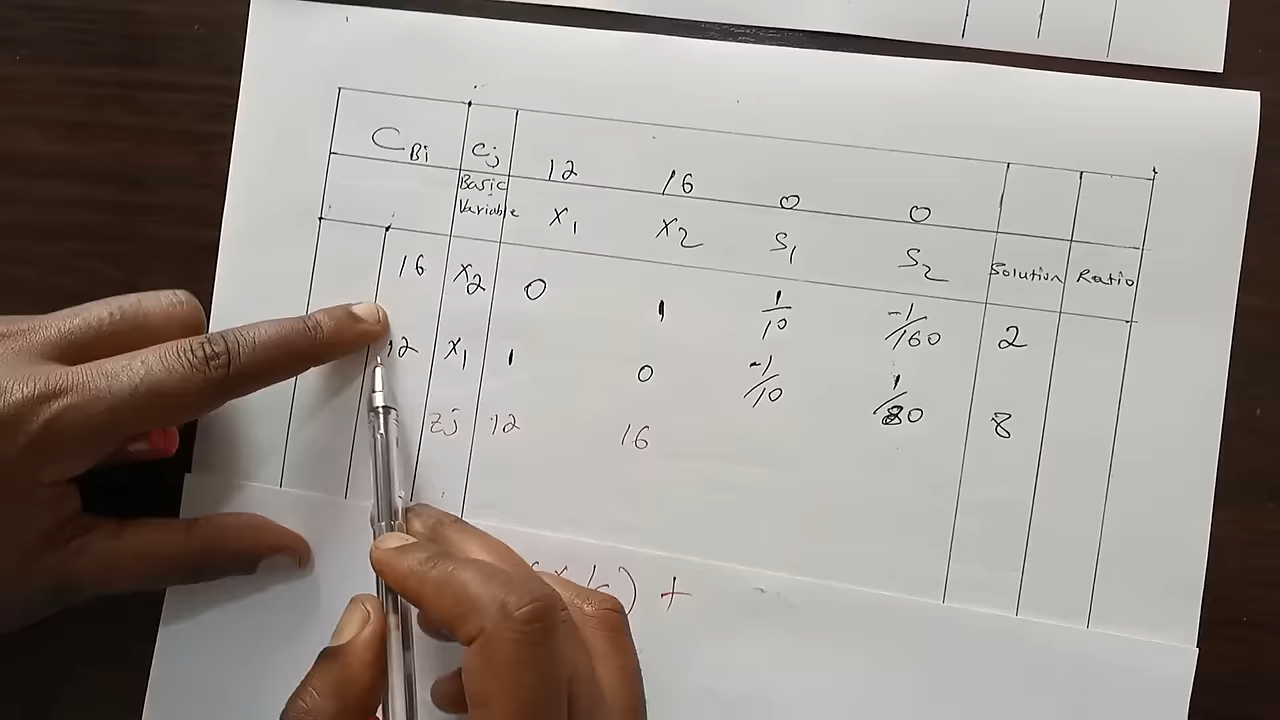 CBi Cj 12 16 0 0
Basic Variable X1 X2 S1 S2 Solution Ratio
16 X2 0 1 1/10 -1/160 2
12 X1 1 0 -1/10 1/80 8
Zj 12 16
) +